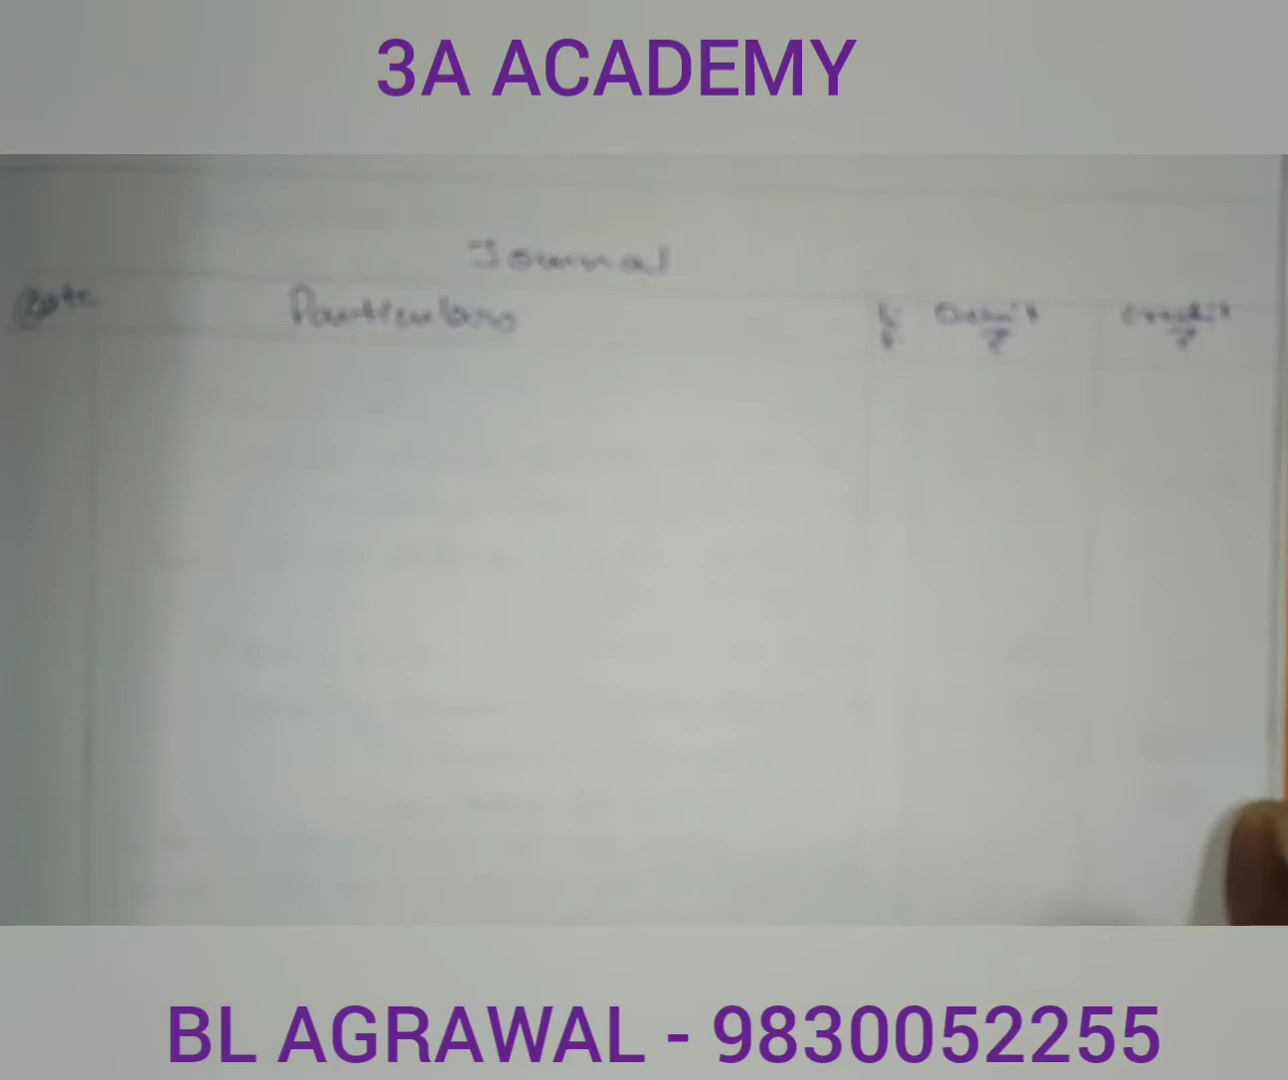 3A ACADEMY
Journal
Date Particulars L.F Debit ₹ Credit ₹
BL AGRAWAL - 9830052255